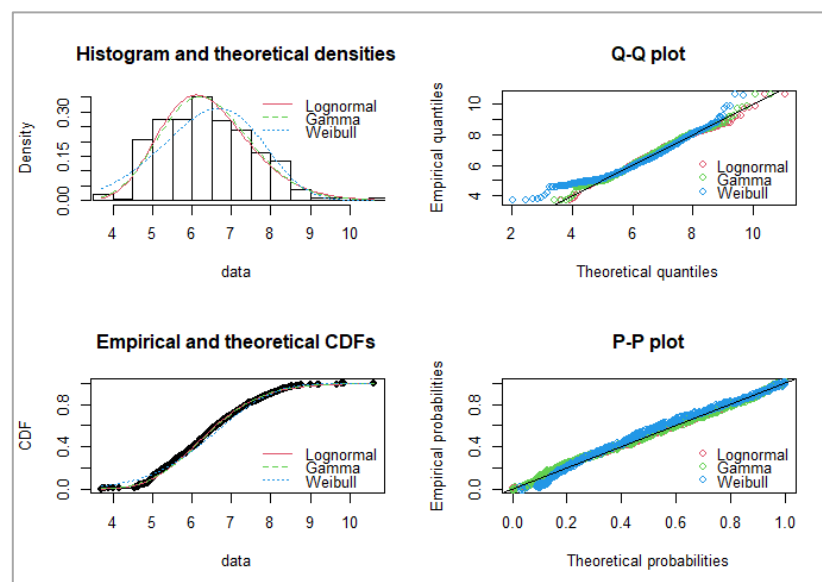 Histogram and theoretical densities
Density
0.00 0.15 0.30
Lognormal
Gamma
Weibull
4 5 6 7 8 9 10
data
Q-Q plot
Empirical quantiles
4 6 8 10
Lognormal
Gamma
Weibull
2 4 6 8 10
Theoretical quantiles
Empirical and theoretical CDFs
CDF
0.0 0.4 0.8
Lognormal
Gamma
Weibull
4 5 6 7 8 9 10
data
P-P plot
Empirical probabilities
0.0 0.4 0.8
Lognormal
Gamma
Weibull
0.0 0.2 0.4 0.6 0.8 1.0
Theoretical probabilities